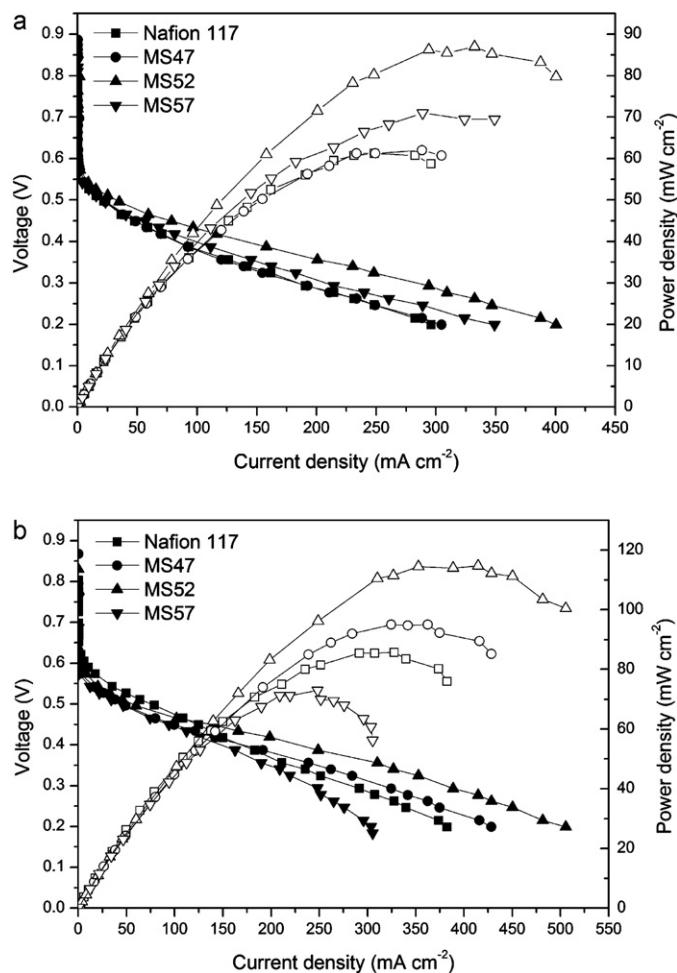 a
Nafion 117
MS47
MS52
MS57
Voltage (V)
0.9
0.8
0.7
0.6
0.5
0.4
0.3
0.2
0.1
0.0
0 50 100 150 200 250 300 350 400 450
Current density (mA cm⁻²)
90
80
70
60
50
40
30
20
10
0
Power density (mW cm⁻²)
b
Nafion 117
MS47
MS52
MS57
Voltage (V)
0.9
0.8
0.7
0.6
0.5
0.4
0.3
0.2
0.1
0.0
0 50 100 150 200 250 300 350 400 450 500 550
Current density (mA cm⁻²)
120
100
80
60
40
20
0
Power density (mW cm⁻²)